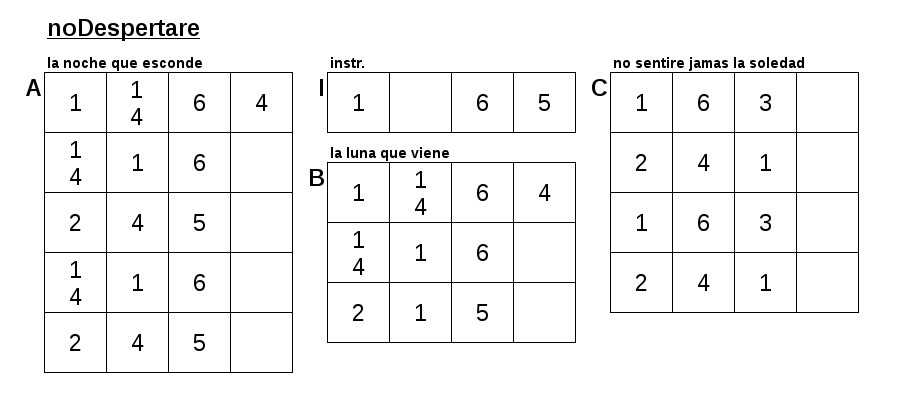 noDespertare
la noche que esconde
A
1 1 4 6 4
1 4 1 6
2 4 5
1 4 1 6
2 4 5
instr.
I
1 6 5
la luna que viene
B
1 1 4 6 4
1 4 1 6
2 1 5
no sentire jamas la soledad
C
1 6 3
2 4 1
1 6 3
2 4 1